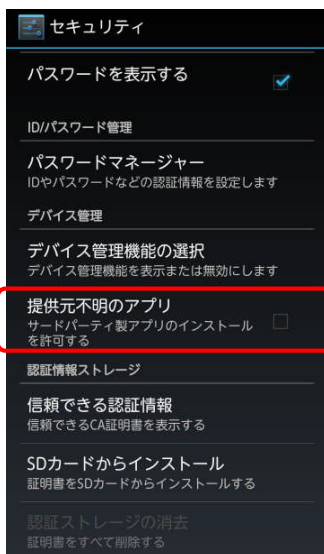 セキュリティ
パスワードを表示する
ID/パスワード管理
パスワードマネージャー
IDやパスワードなどの認証情報を設定します
デバイス管理
デバイス管理機能の選択
デバイス管理機能を表示または無効にします
提供元不明のアプリ
サードパーティ製アプリのインストール
を許可する
認証情報ストレージ
信頼できる認証情報
信頼できるCA証明書を表示する
SDカードからインストール
証明書をSDカードからインストールする
認証ストレージの消去
証明書をすべて削除する